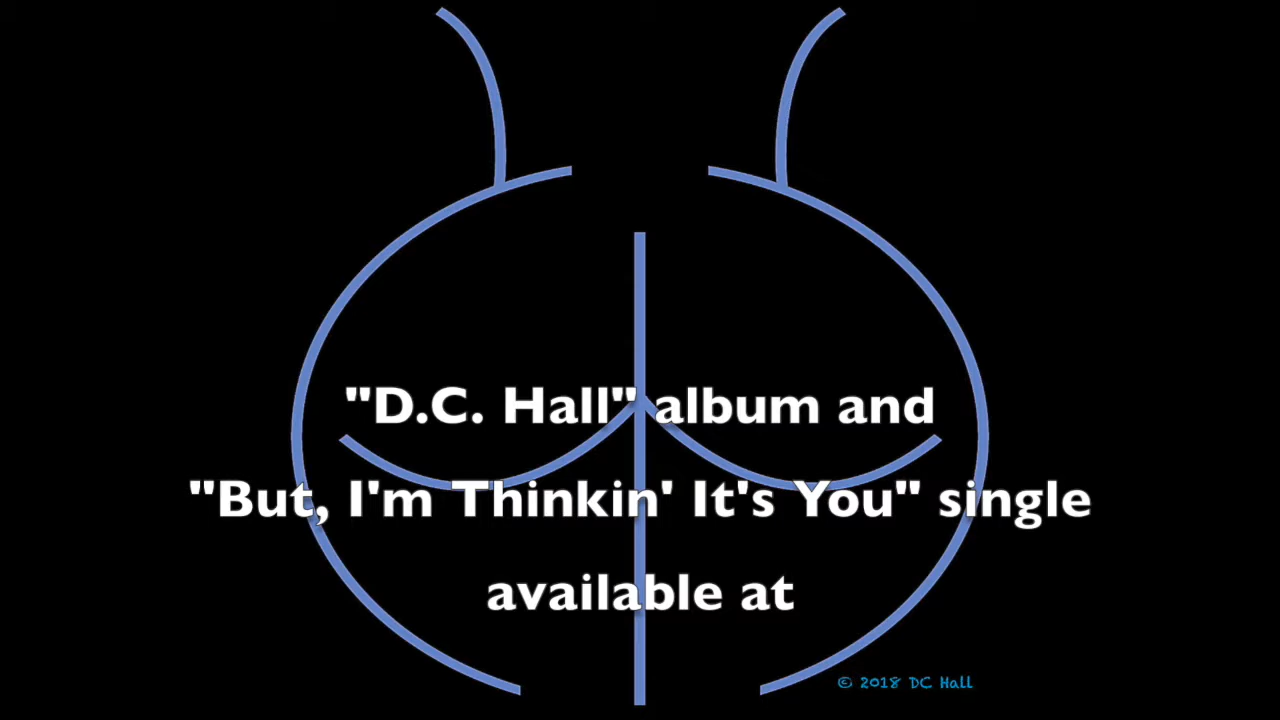 "D.C. Hall" album and
"But, I'm Thinkin' It's You" single
available at
© 2018 DC Hall